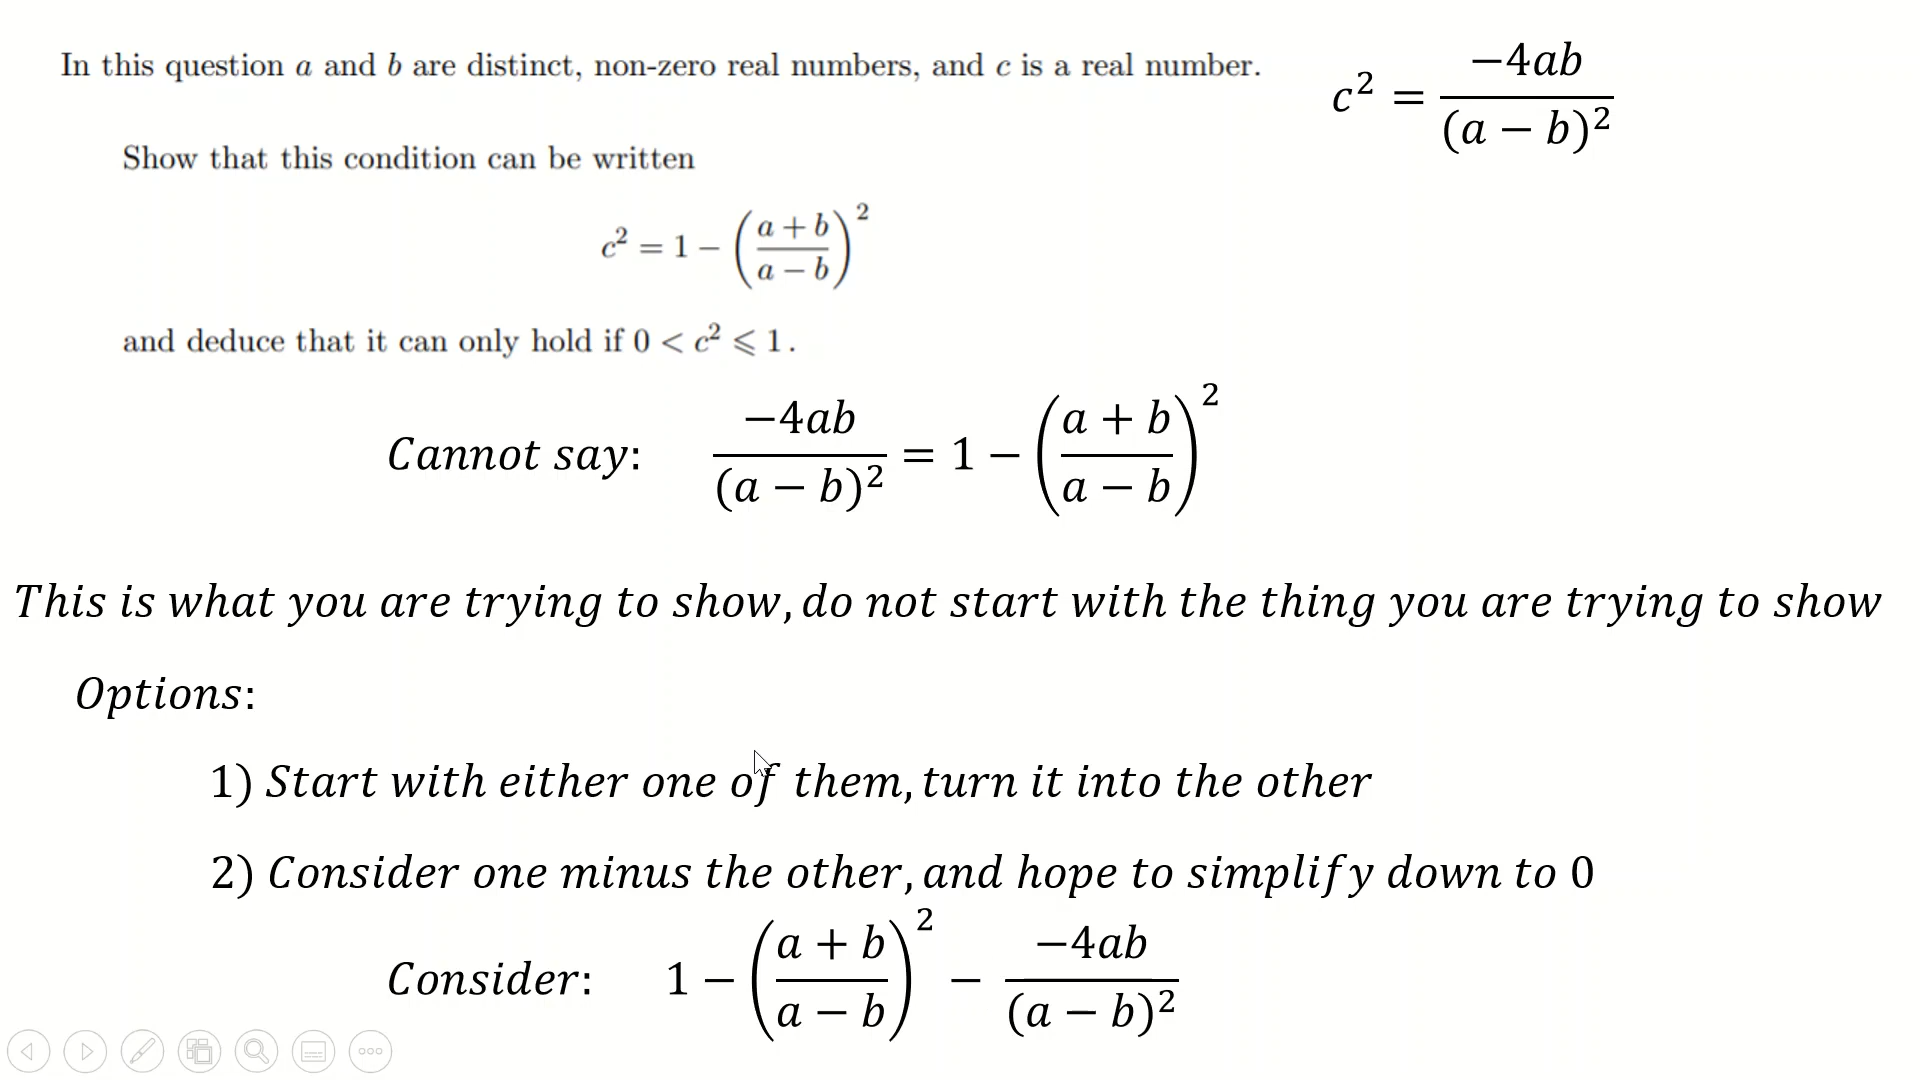 In this question a and b are distinct, non-zero real numbers, and c is a real number.
c² = −4ab / (a − b)²
Show that this condition can be written
c² = 1 − ((a + b) / (a − b))²
and deduce that it can only hold if 0 < c² ⩽ 1.
Cannot say: −4ab / (a − b)² = 1 − ((a + b) / (a − b))²
This is what you are trying to show, do not start with the thing you are trying to show
Options:
1) Start with either one of them, turn it into the other
2) Consider one minus the other, and hope to simplify down to 0
Consider: 1 − ((a + b) / (a − b))² − −4ab / (a − b)²